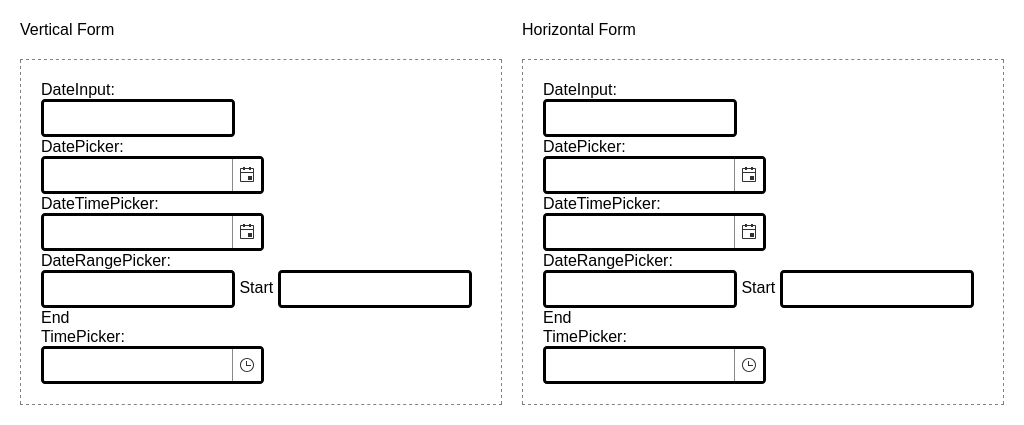 Vertical Form
DateInput:
DatePicker:
DateTimePicker:
DateRangePicker:
Start
End
TimePicker:
Horizontal Form
DateInput:
DatePicker:
DateTimePicker:
DateRangePicker:
Start
End
TimePicker: